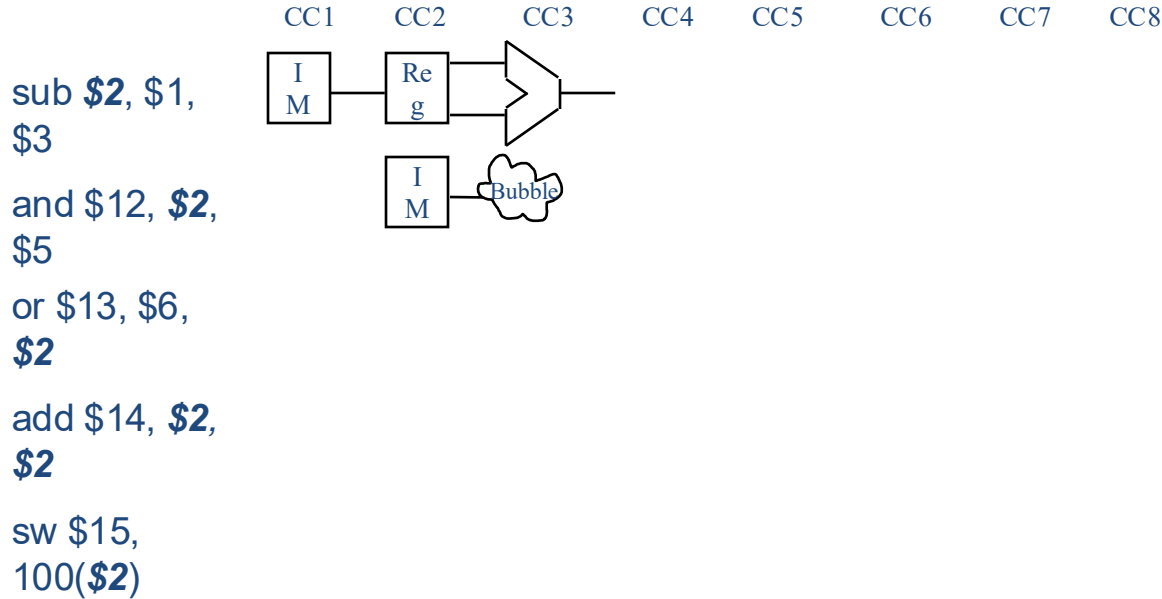 CC1 CC2 CC3 CC4 CC5 CC6 CC7 CC8
sub $2, $1,
$3
I
M
Re
g
and $12, $2,
$5
I
M
Bubble
or $13, $6,
$2
add $14, $2,
$2
sw $15,
100($2)